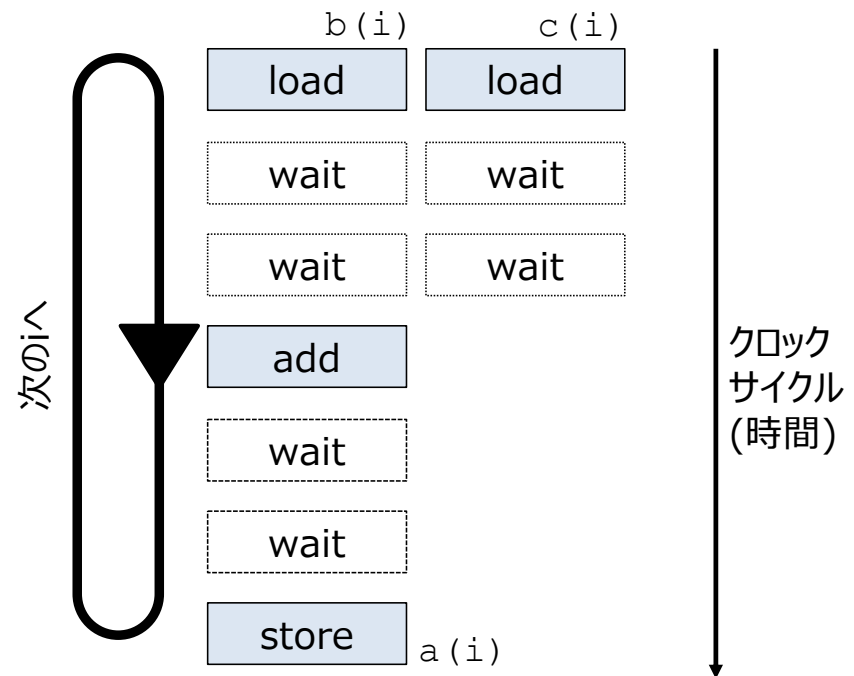 b(i) c(i)
load load
wait wait
wait wait
add
wait
wait
store
a(i)
次のiへ
クロック
サイクル
(時間)